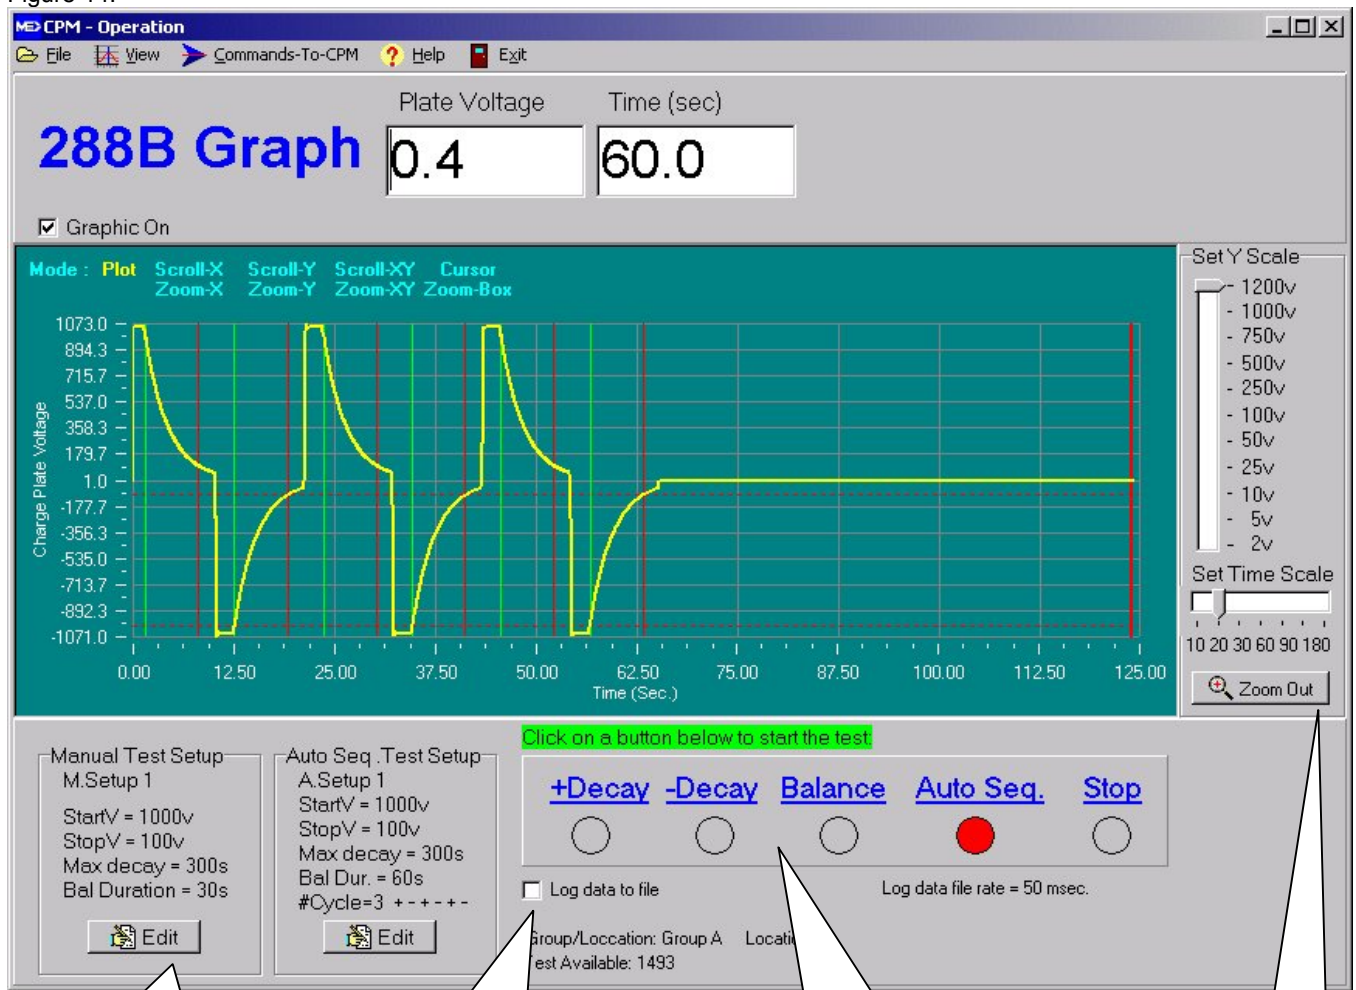 CPM - Operation
File View Commands-To-CPM Help Exit
Plate Voltage Time (sec)
288B Graph 0.4 60.0
Graphic On
Mode : Plot Scroll-X Scroll-Y Scroll-XY Cursor
Zoom-X Zoom-Y Zoom-XY Zoom-Box
Charge Plate Voltage
1073.0
894.3
715.7
537.0
358.3
179.7
1.0
-177.7
-356.3
-535.0
-713.7
-892.3
-1071.0
0.00 12.50 25.00 37.50 50.00 62.50 75.00 87.50 100.00 112.50 125.00
Time (Sec.)
Set Y Scale
1200v
1000v
750v
500v
250v
100v
50v
25v
10v
5v
2v
Set Time Scale
10 20 30 60 90 180
Zoom Out
Manual Test Setup
M.Setup 1
StartV = 1000v
StopV = 100v
Max decay = 300s
Bal Duration = 30s
Edit
Auto Seq .Test Setup
A.Setup 1
StartV = 1000v
StopV = 100v
Max decay = 300s
Bal Dur. = 60s
#Cycle=3 + - + - + -
Edit
Click on a button below to start the test:
+Decay -Decay Balance Auto Seq. Stop
Log data to file Log data file rate = 50 msec.
Group/Loccation: Group A
est Available: 1493